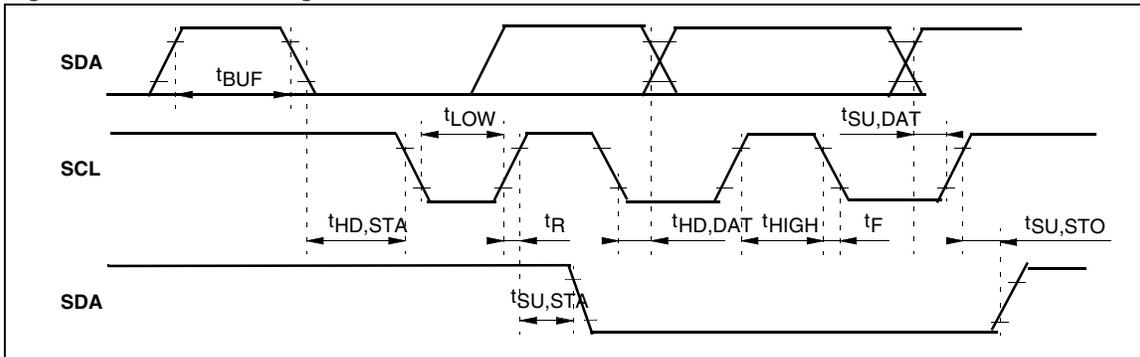 SDA
tBUF
tLOW
tSU,DAT
SCL
tHD,STA
tR
tHD,DAT
tHIGH
tF
tSU,STO
SDA
tSU,STA